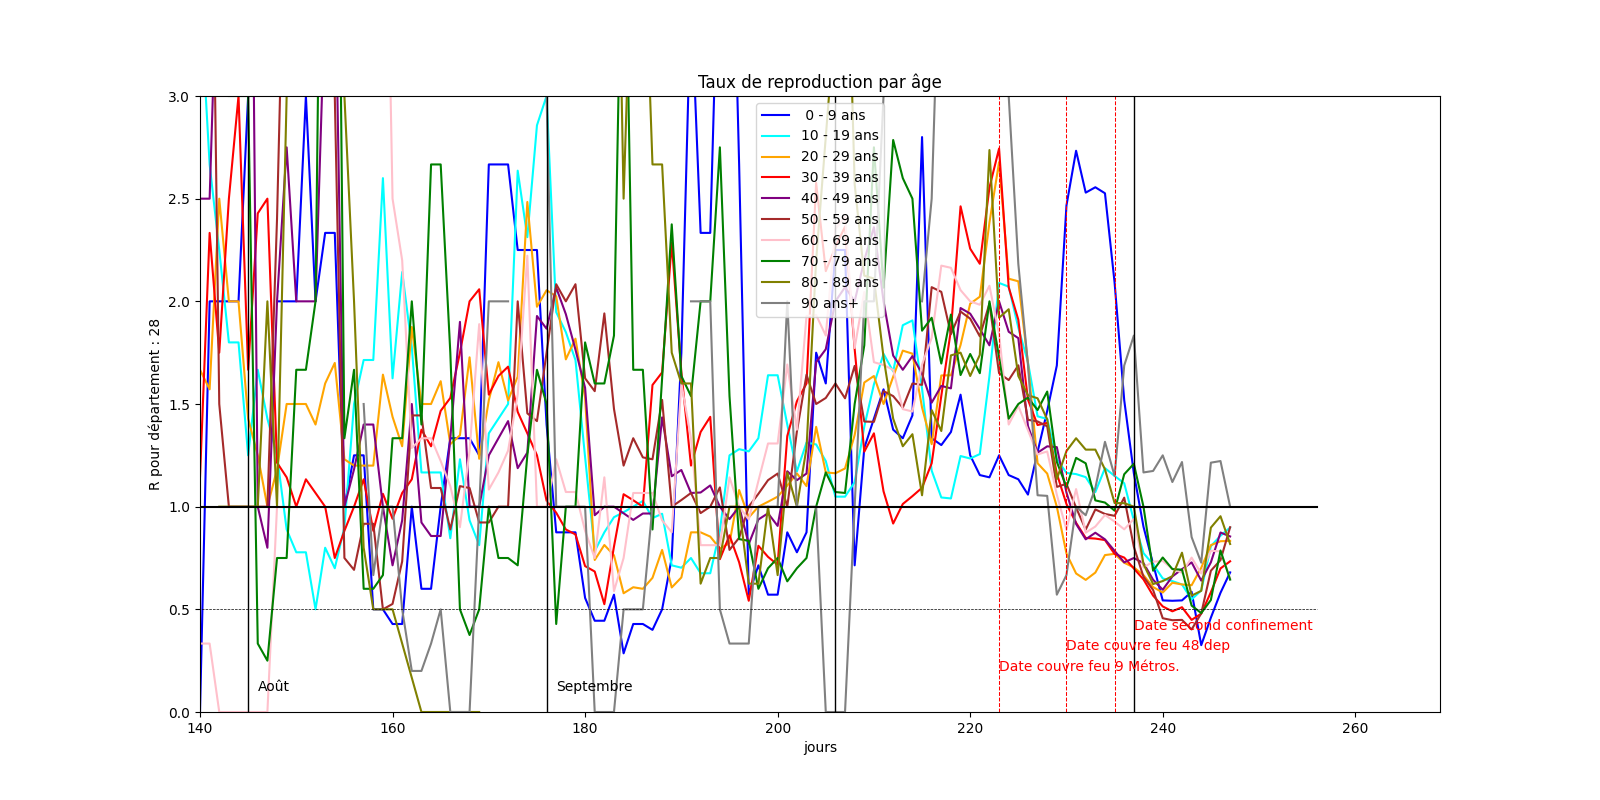 Taux de reproduction par âge
R pour département : 28
3.0
2.5
2.0
1.5
1.0
0.5
0.0
0 - 9 ans
10 - 19 ans
20 - 29 ans
30 - 39 ans
40 - 49 ans
50 - 59 ans
60 - 69 ans
70 - 79 ans
80 - 89 ans
90 ans+
Date second confinement
Date couvre feu 48 dep
Date couvre feu 9 Métros.
Août
Septembre
140
160
180
200
220
240
260
jours